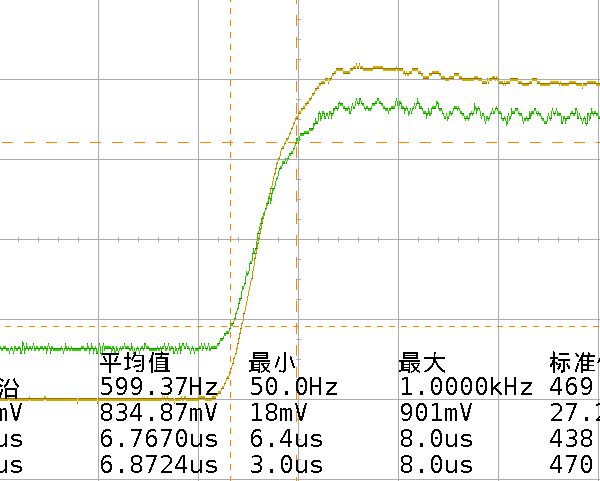 平均值 最小 最大 标准
沿 599.37Hz 50.0Hz 1.0000kHz 469
mV 834.87mV 18mV 901mV 27.2
us 6.7670us 6.4us 8.0us 438
us 6.8724us 3.0us 8.0us 470